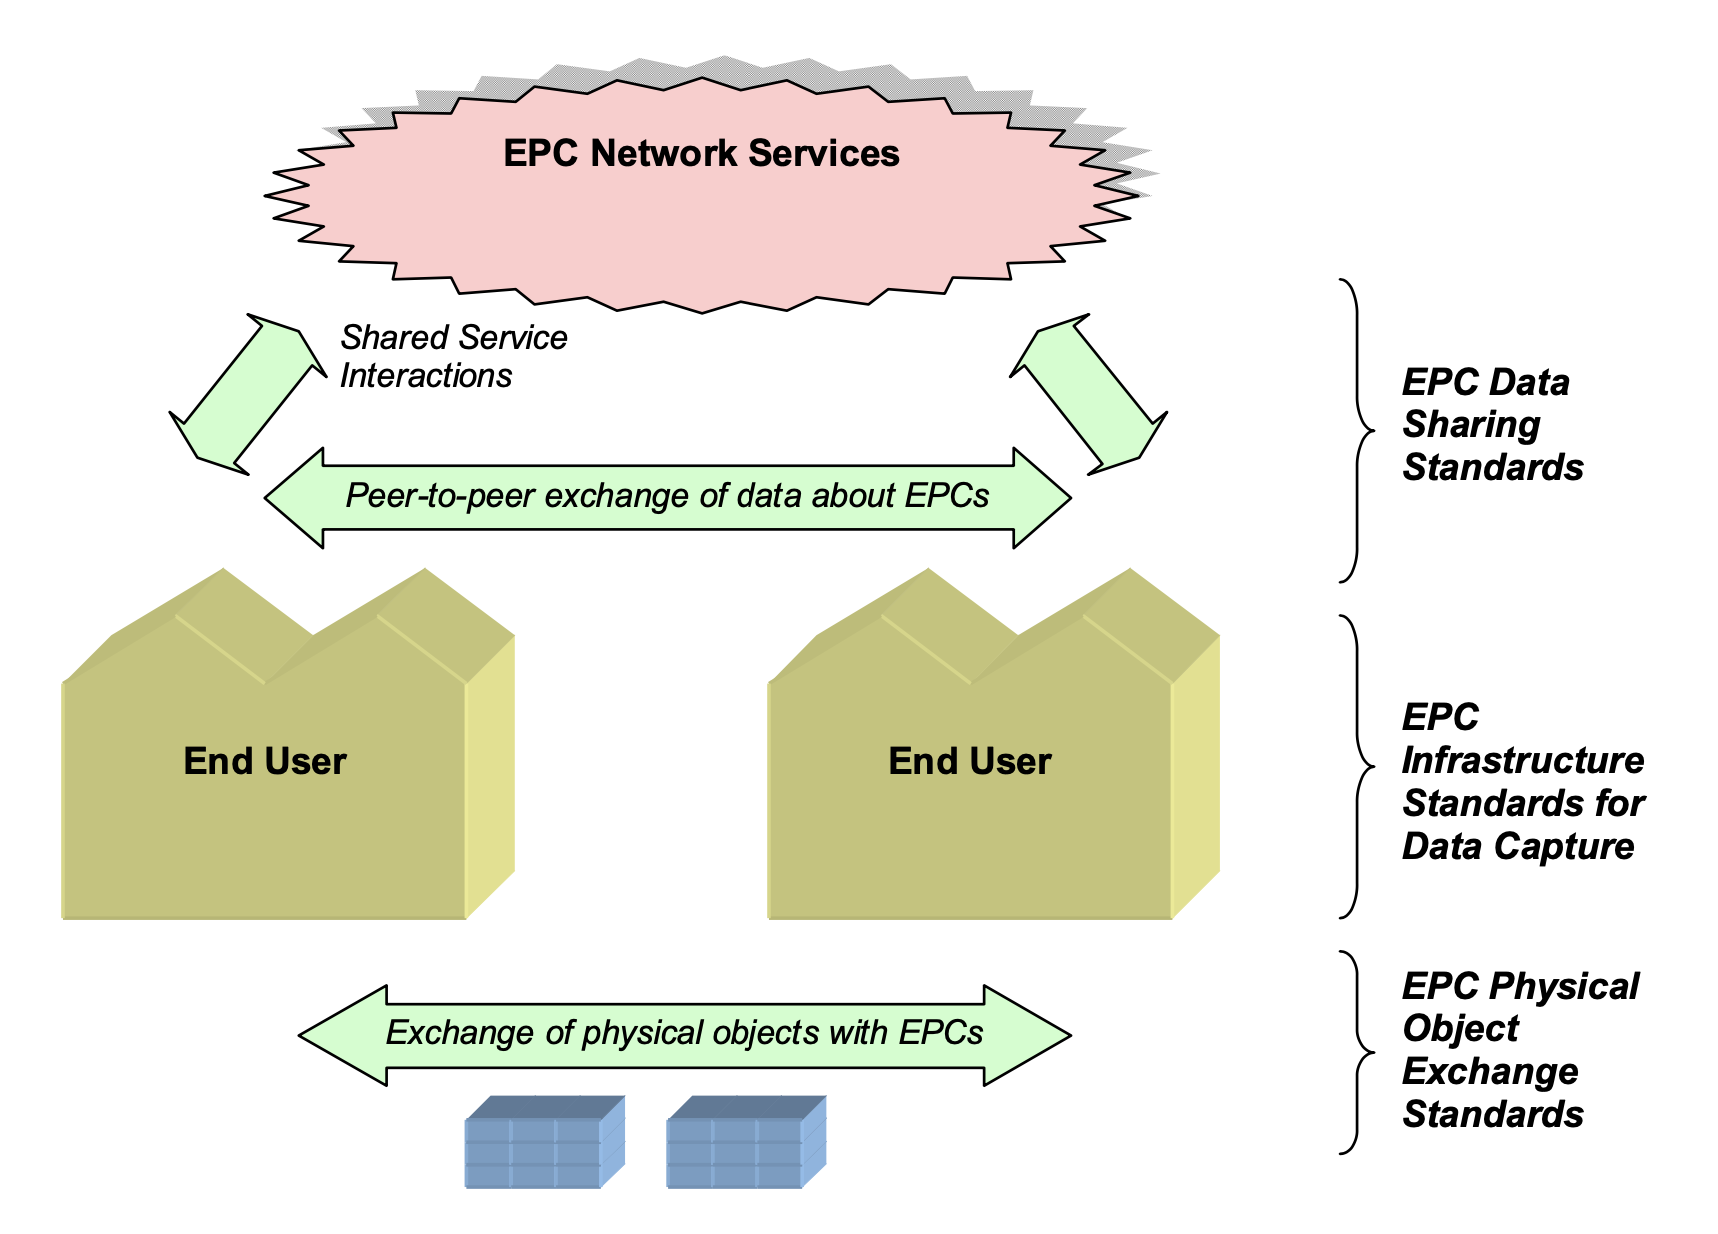 EPC Network Services
Shared Service
Interactions
Peer-to-peer exchange of data about EPCs
EPC Data
Sharing
Standards
End User
End User
EPC
Infrastructure
Standards for
Data Capture
Exchange of physical objects with EPCs
EPC Physical
Object
Exchange
Standards